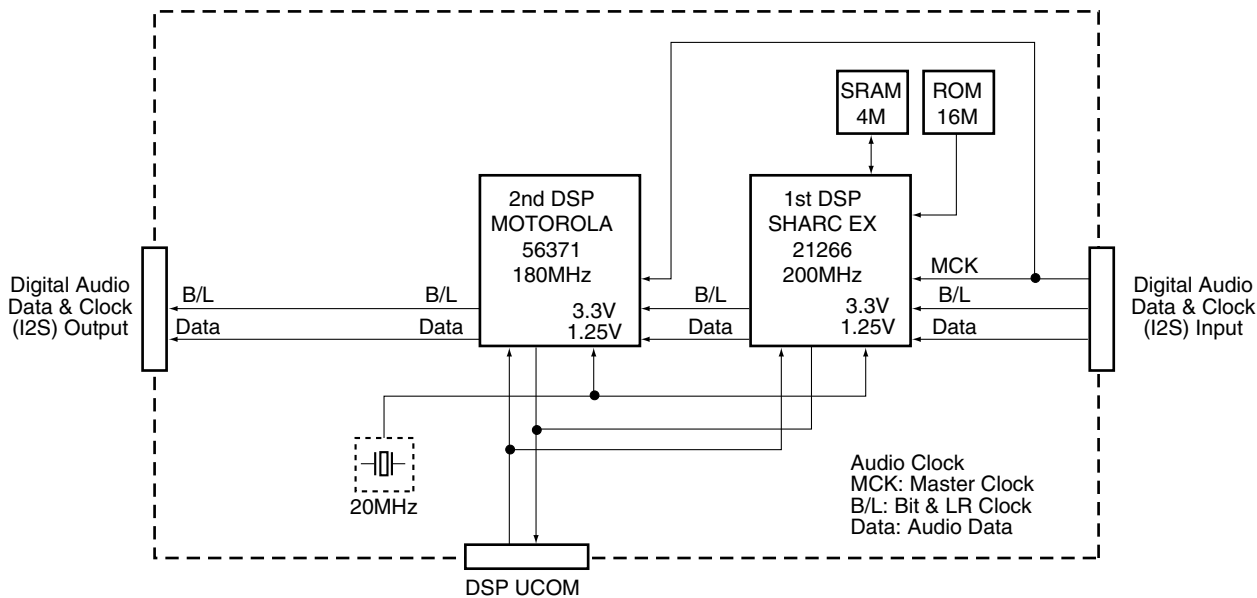 SRAM
4M
ROM
16M
2nd DSP
MOTOROLA
56371
180MHz
3.3V
1.25V
1st DSP
SHARC EX
21266
200MHz
3.3V
1.25V
Digital Audio
Data & Clock
(I2S) Output
B/L
Data
B/L
Data
B/L
Data
MCK
B/L
Data
Digital Audio
Data & Clock
(I2S) Input
20MHz
Audio Clock
MCK: Master Clock
B/L: Bit & LR Clock
Data: Audio Data
DSP UCOM